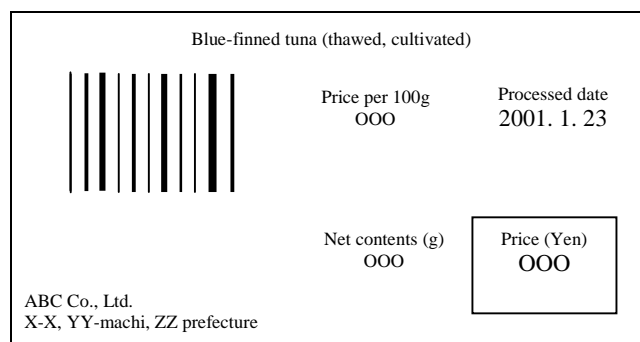 Blue-finned tuna (thawed, cultivated)
Price per 100g
OOO
Processed date
2001. 1. 23
Net contents (g)
OOO
Price (Yen)
OOO
ABC Co., Ltd.
X-X, YY-machi, ZZ prefecture